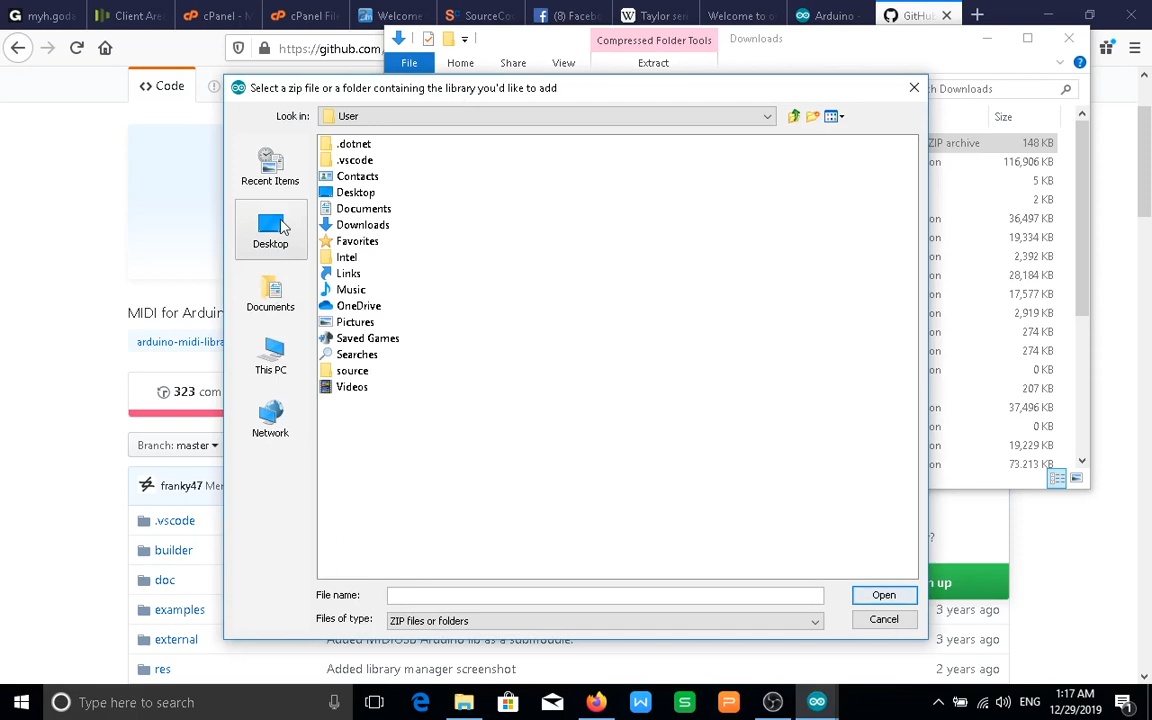 myh.goda
Client Are
cPanel - N
cPanel File
Welcome
SourceCo
(8) Faceb
Taylor ser
Welcome to o
Arduino -
GitHub
https://github.com
Compressed Folder Tools
Downloads
File
Home
Share
View
Extract
Code
Select a zip file or a folder containing the library you'd like to add
ch Downloads
Look in:
User
Size
.dotnet
.vscode
Contacts
Desktop
Documents
Downloads
Favorites
Intel
Links
Music
OneDrive
Pictures
Saved Games
Searches
source
Videos
Recent Items
Desktop
Documents
This PC
Network
ZIP archive 148 KB
on 116,906 KB
on 5 KB
on 2 KB
on 36,497 KB
on 19,334 KB
on 2,392 KB
on 28,184 KB
on 17,577 KB
on 2,919 KB
on 274 KB
on 274 KB
on 0 KB
on 207 KB
on 37,496 KB
on 0 KB
on 19,229 KB
on 73,213 KB
MIDI for Arduin
arduino-midi-libra
323 com
Branch: master
franky47 Mer
.vscode
builder
doc
examples
external
res
File name:
Open
Files of type:
ZIP files or folders
Cancel
y?
n up
3 years ago
Added MIDIUSB Arduino lib as a submodule.
3 years ago
Added library manager screenshot
2 years ago
Type here to search
ENG
1:17 AM
12/29/2019
1